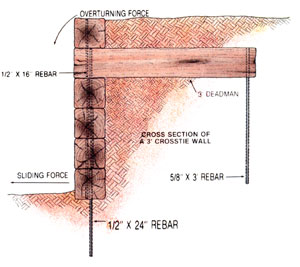 OVERTURNING FORCE
1/2' X 16' REBAR
3 DEADMAN
CROSS SECTION OF
A 3' CROSSTIE WALL
5/8" X 3' REBAR
SLIDING FORCE
1/2" X 24" REBAR